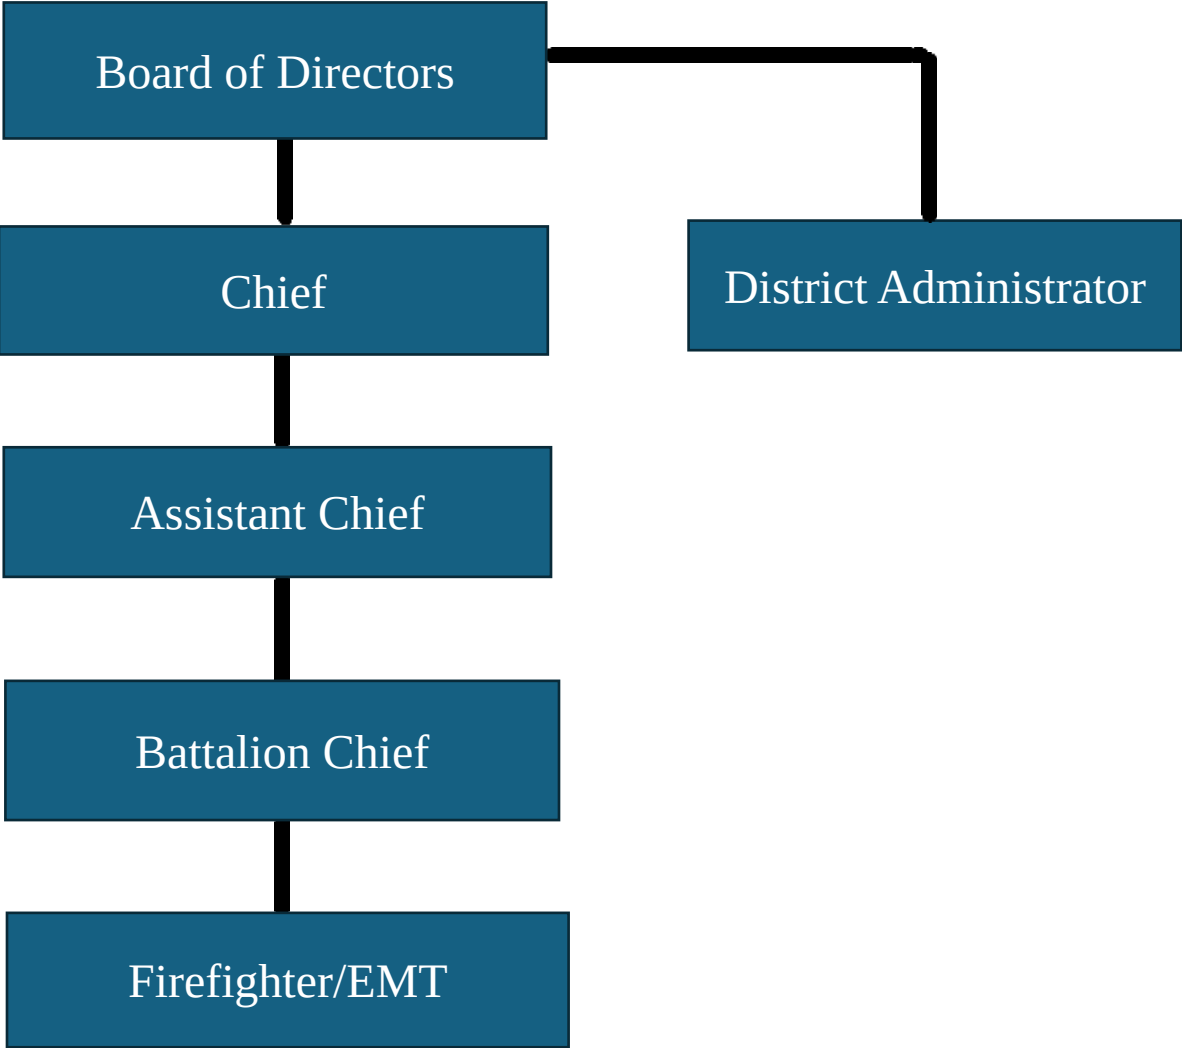 Board of Directors
Chief
District Administrator
Assistant Chief
Battalion Chief
Firefighter/EMT